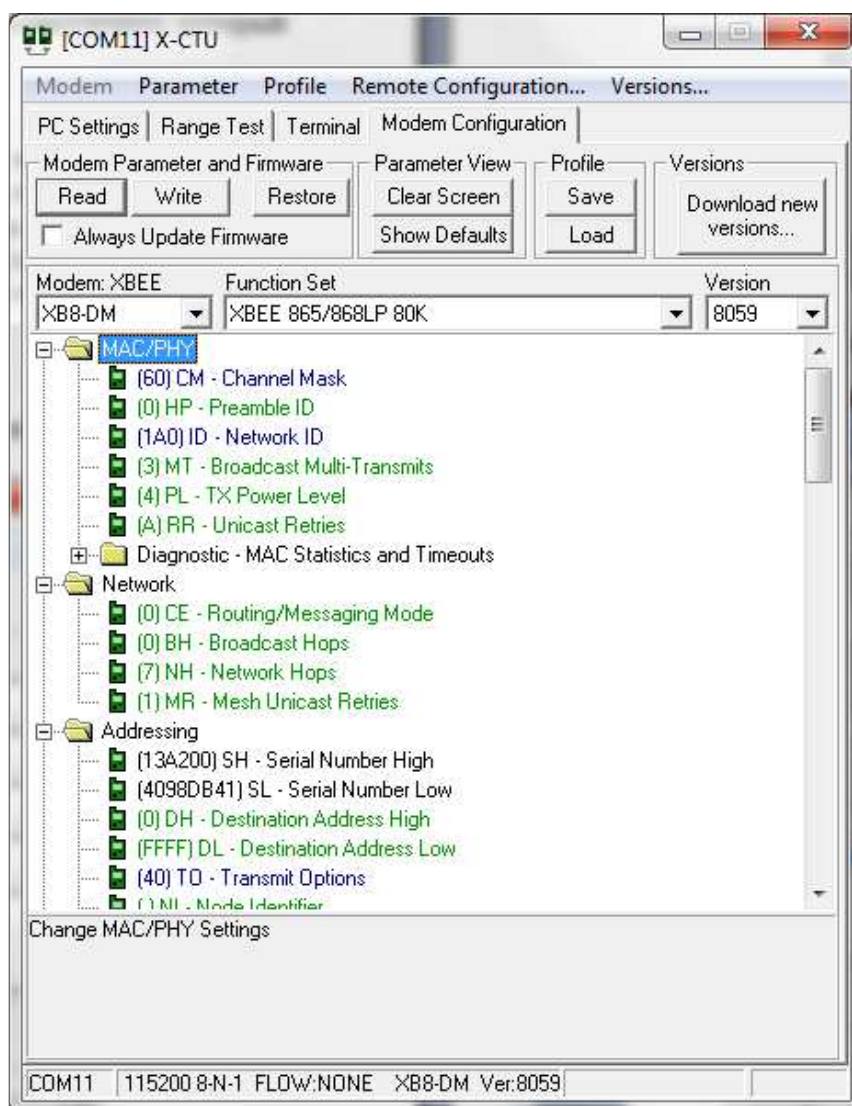 [COM11] X-CTU
Modem Parameter Profile Remote Configuration... Versions...
PC Settings Range Test Terminal Modem Configuration
Modem Parameter and Firmware Parameter View Profile Versions
Read Write Restore Clear Screen Save Download new versions...
Always Update Firmware Show Defaults Load
Modem: XBEE Function Set Version
XB8-DM XBEE 865/868LP 80K 8059
MAC/PHY
(60) CM - Channel Mask
(0) HP - Preamble ID
(1A0) ID - Network ID
(3) MT - Broadcast Multi-Transmits
(4) PL - TX Power Level
(A) RR - Unicast Retries
Diagnostic - MAC Statistics and Timeouts
Network
(0) CE - Routing/Messaging Mode
(0) BH - Broadcast Hops
(7) NH - Network Hops
(1) MR - Mesh Unicast Retries
Addressing
(13A200) SH - Serial Number High
(4098DB41) SL - Serial Number Low
(0) DH - Destination Address High
(FFFF) DL - Destination Address Low
(40) TO - Transmit Options
( ) NI - Node Identifier
Change MAC/PHY Settings
COM11 115200 8-N-1 FLOW:NONE XB8-DM Ver:8059